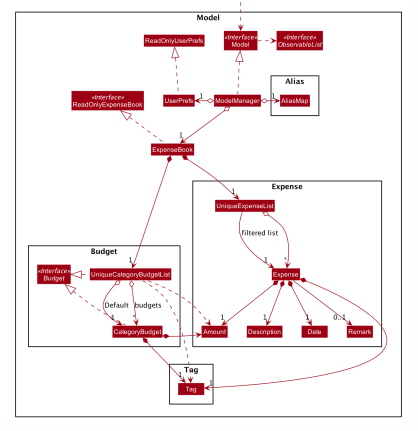 Model
«Interface»
Model
«Interface»
ObservableList
ReadOnlyUserPrefs
Alias
«Interface»
ReadOnlyExpenseBook
UserPrefs
1
ModelManager
1
AliasMap
1
ExpenseBook
Expense
1
UniqueExpenseList
filtered list
Budget
1
1
*
«Interface»
Budget
UniqueCategoryBudgetList
Expense
Default
budgets
1
*
1
1
1
0..1
CategoryBudget
Amount
Description
Date
Remark
Tag
1
1
Tag
1